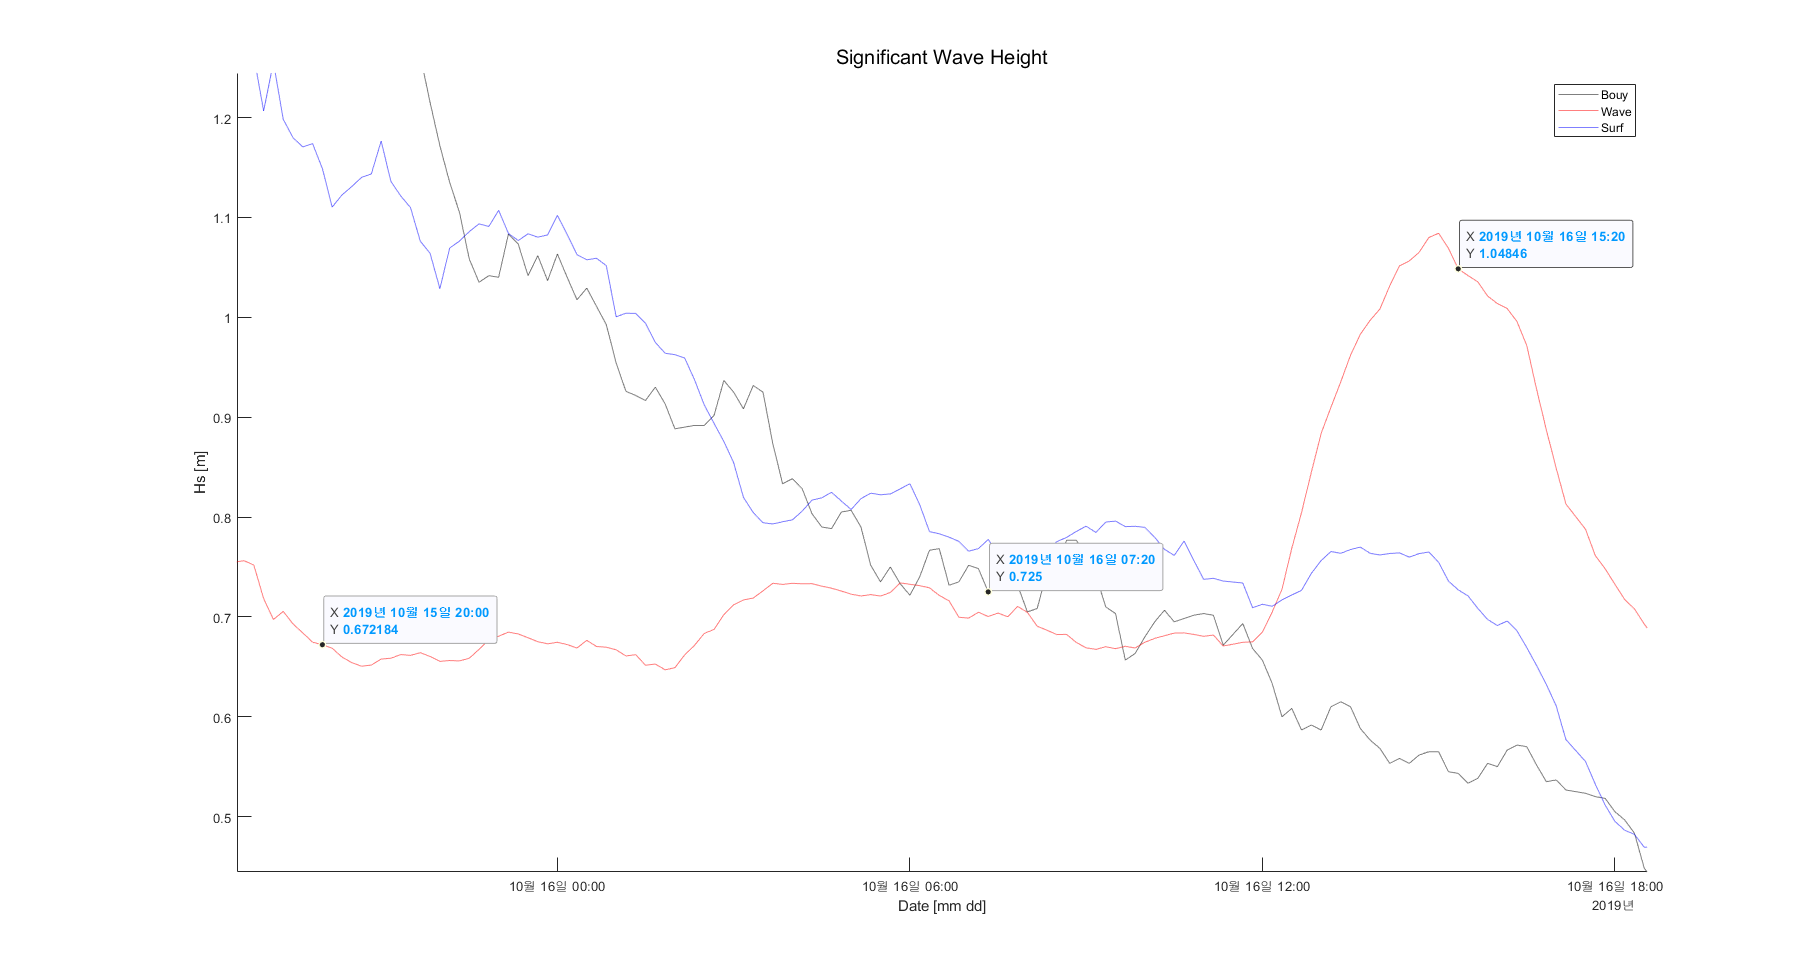 Significant Wave Height
Bouy
Wave
Surf
1.2
1.1
1
0.9
0.8
0.7
0.6
0.5
Hs [m]
X 2019년 10월 16일 15:20
Y 1.04846
X 2019년 10월 16일 07:20
Y 0.725
X 2019년 10월 15일 20:00
Y 0.672184
10월 16일 00:00
10월 16일 06:00
10월 16일 12:00
10월 16일 18:00
Date [mm dd]
2019년